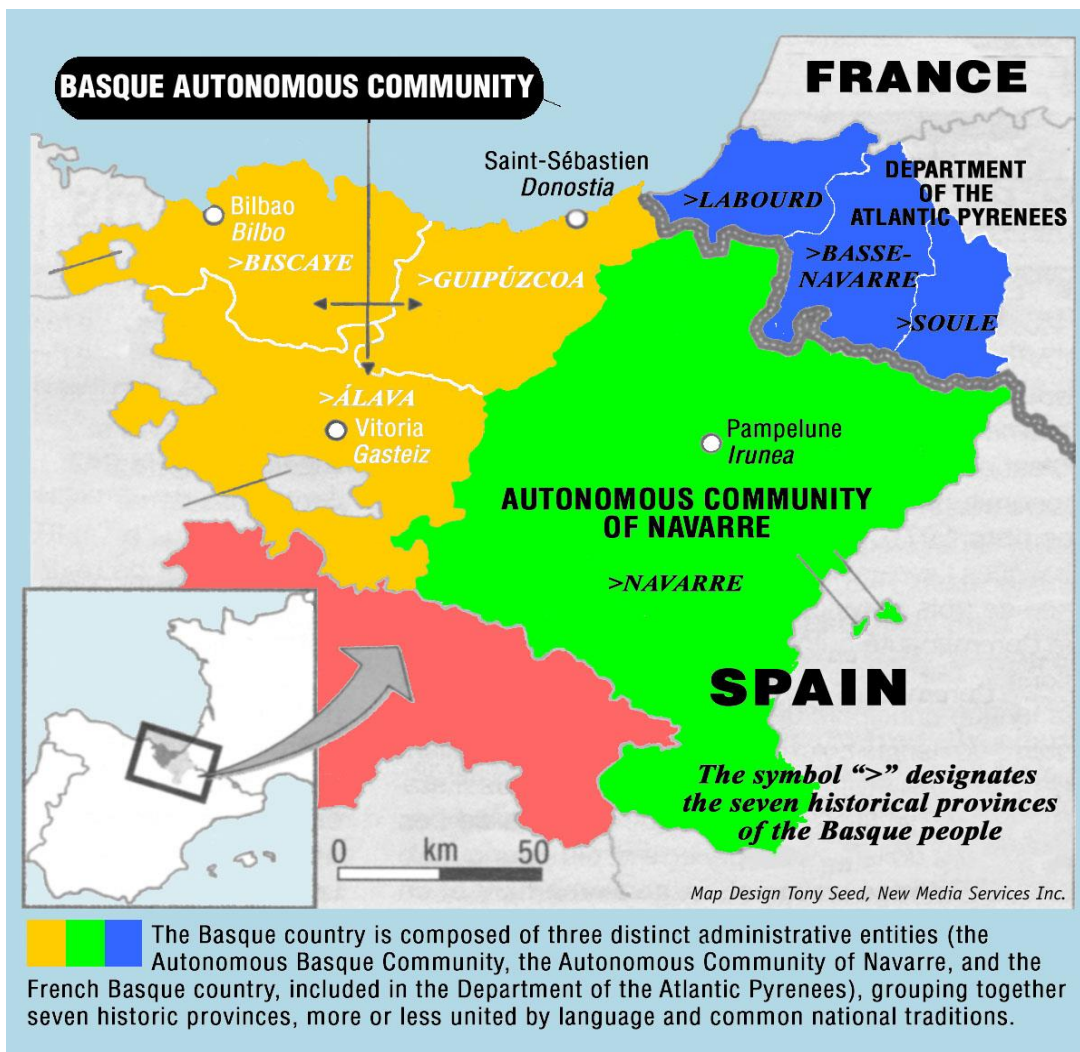 BASQUE AUTONOMOUS COMMUNITY
FRANCE
Saint-Sébastien
Donostia
DEPARTMENT
OF THE
ATLANTIC PYRENEES
>LABOURD
Bilbao
Bilbo
>BISCAYE
>GUIPÚZCOA
>BASSE-
NAVARRE
>SOULE
>ÁLAVA
Vitoria
Gasteiz
Pampelune
Irunea
AUTONOMOUS COMMUNITY
OF NAVARRE
>NAVARRE
SPAIN
The symbol “>” designates
the seven historical provinces
of the Basque people
0 km 50
Map Design Tony Seed, New Media Services Inc.
The Basque country is composed of three distinct administrative entities (the
Autonomous Basque Community, the Autonomous Community of Navarre, and the
French Basque country, included in the Department of the Atlantic Pyrenees), grouping together
seven historic provinces, more or less united by language and common national traditions.